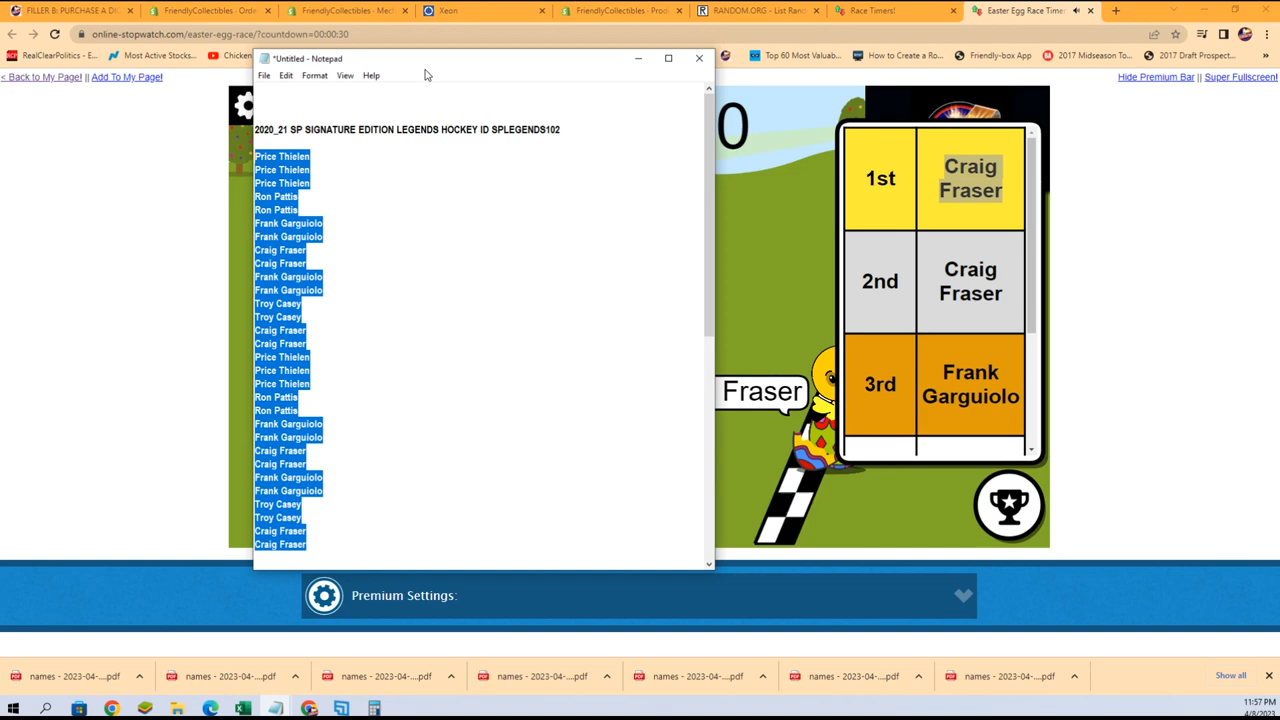 FILLER B: PURCHASE A DI
FriendlyCollectibles - Orde
FriendlyCollectibles - Mec
Xeon
FriendlyCollectibles - Prod
RANDOM.ORG - List Rand
Race Timers!
Easter Egg Race Timer
online-stopwatch.com/easter-egg-race/?countdown=00:00:30
RealClearPolitics - E...
Most Active Stocks...
Chicken
Top 60 Most Valuab...
How to Create a Ro...
Friendly-box App
2017 Midseason To...
2017 Draft Prospect...
< Back to My Page! || Add To My Page!
Hide Premium Bar || Super Fullscreen!
*Untitled - Notepad
File Edit Format View Help
2020_21 SP SIGNATURE EDITION LEGENDS HOCKEY ID SPLEGENDS102
Price Thielen
Price Thielen
Price Thielen
Ron Pattis
Ron Pattis
Frank Garguiolo
Frank Garguiolo
Craig Fraser
Craig Fraser
Frank Garguiolo
Frank Garguiolo
Troy Casey
Troy Casey
Craig Fraser
Craig Fraser
Price Thielen
Price Thielen
Price Thielen
Ron Pattis
Ron Pattis
Frank Garguiolo
Frank Garguiolo
Craig Fraser
Craig Fraser
Frank Garguiolo
Frank Garguiolo
Troy Casey
Troy Casey
Craig Fraser
Craig Fraser
0
1st
Craig
Fraser
2nd
Craig
Fraser
3rd
Frank
Garguiolo
Fraser
Premium Settings:
names - 2023-04-....pdf
names - 2023-04-....pdf
names - 2023-04-....pdf
names - 2023-04-....pdf
names - 2023-04-....pdf
names - 2023-04-....pdf
names - 2023-04-....pdf
Show all
11:57 PM
4/8/2023